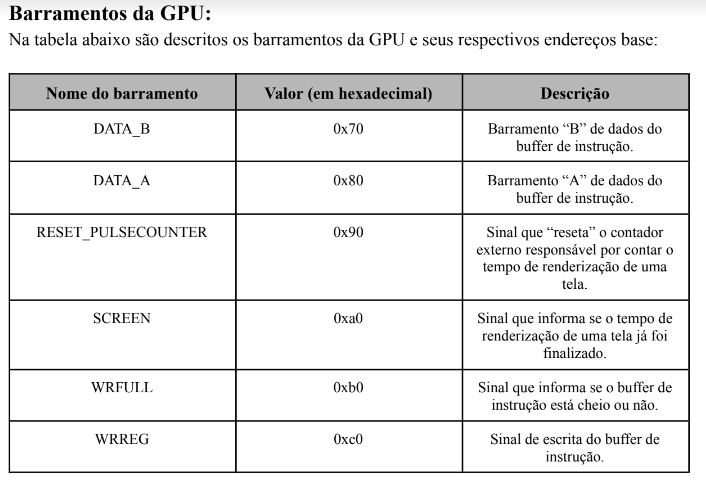 Barramentos da GPU:
Na tabela abaixo são descritos os barramentos da GPU e seus respectivos endereços base:
Nome do barramento Valor (em hexadecimal) Descrição
DATA_B 0x70 Barramento “B” de dados do
buffer de instrução.
DATA_A 0x80 Barramento “A” de dados do
buffer de instrução.
RESET_PULSECOUNTER 0x90 Sinal que “reseta” o contador
externo responsável por contar o
tempo de renderização de uma
tela.
SCREEN 0xa0 Sinal que informa se o tempo de
renderização de uma tela já foi
finalizado.
WRFULL 0xb0 Sinal que informa se o buffer de
instrução está cheio ou não.
WRREG 0xc0 Sinal de escrita do buffer de
instrução.